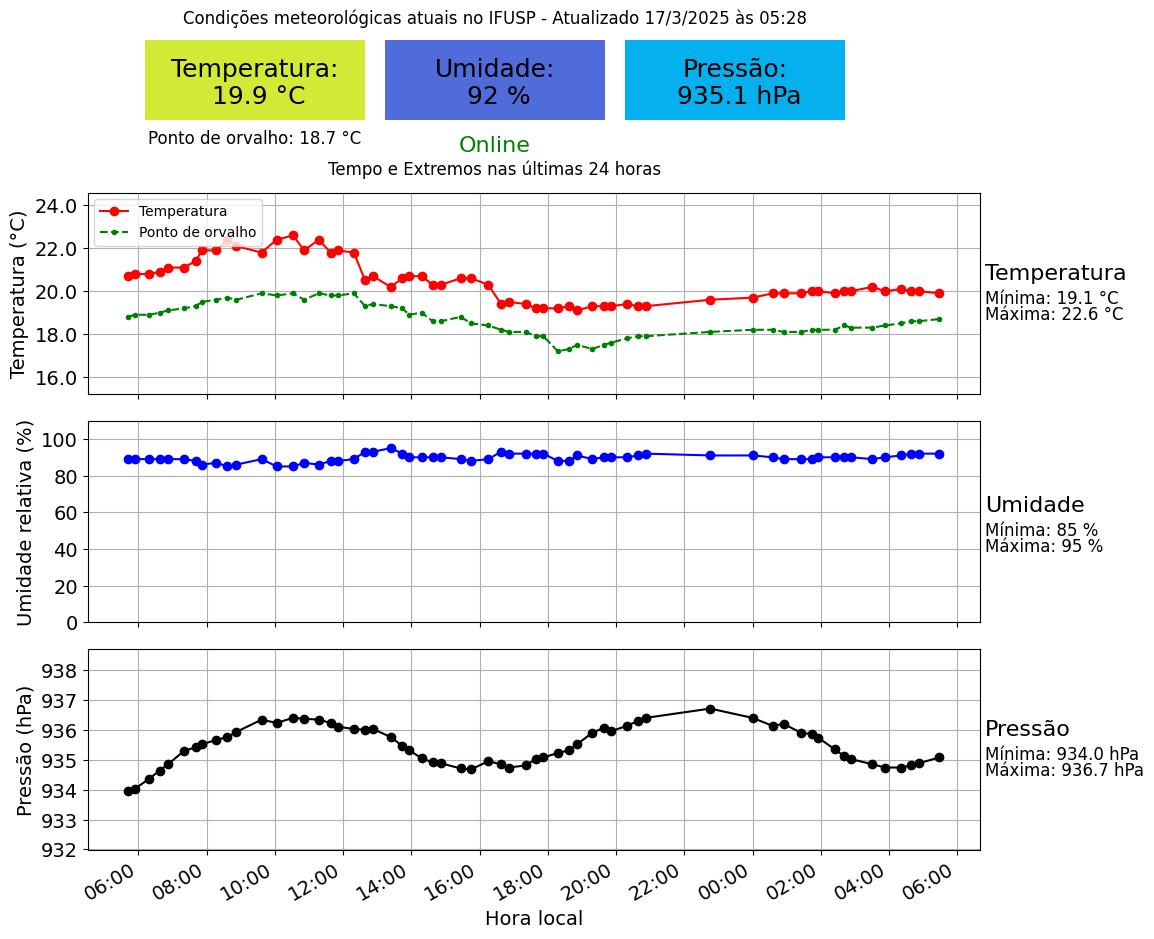 Condições meteorológicas atuais no IFUSP - Atualizado 17/3/2025 às 05:28
Temperatura:
19.9 °C
Umidade:
92 %
Pressão:
935.1 hPa
Ponto de orvalho: 18.7 °C
Online
Tempo e Extremos nas últimas 24 horas
Temperatura (°C)
24.0
22.0
20.0
18.0
16.0
Temperatura
Ponto de orvalho
Temperatura
Mínima: 19.1 °C
Máxima: 22.6 °C
Umidade relativa (%)
100
80
60
40
20
0
Umidade
Mínima: 85 %
Máxima: 95 %
Pressão (hPa)
938
937
936
935
934
933
932
Pressão
Mínima: 934.0 hPa
Máxima: 936.7 hPa
06:00 08:00 10:00 12:00 14:00 16:00 18:00 20:00 22:00 00:00 02:00 04:00 06:00
Hora local